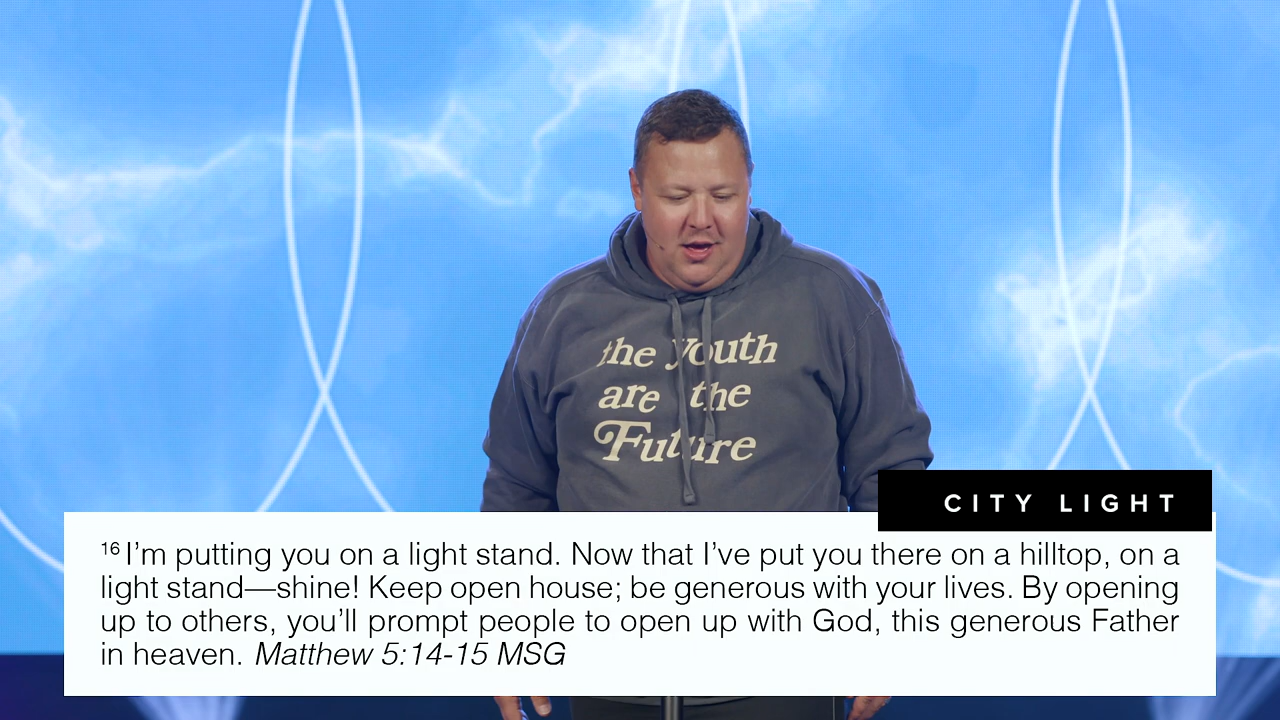 the youth
are the
Future
CITY LIGHT
16 I’m putting you on a light stand. Now that I’ve put you there on a hilltop, on a
light stand—shine! Keep open house; be generous with your lives. By opening
up to others, you’ll prompt people to open up with God, this generous Father
in heaven. Matthew 5:14-15 MSG